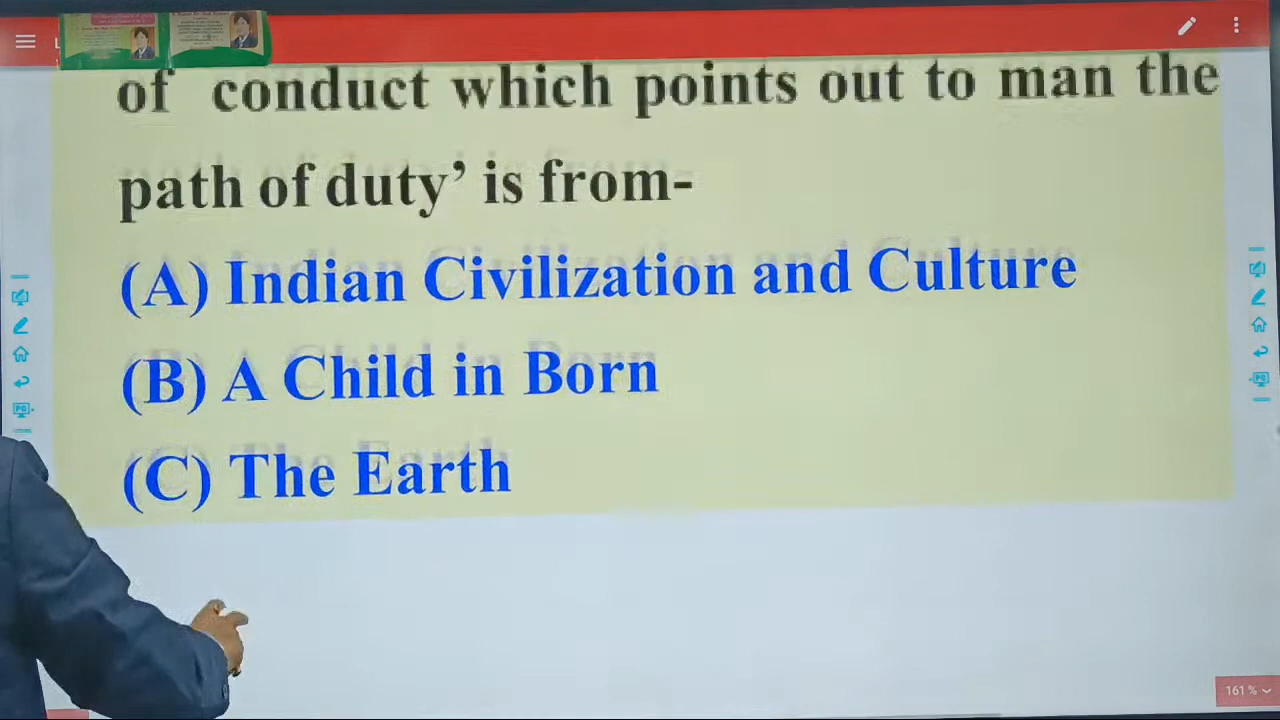 of conduct which points out to man the
path of duty’ is from-
(A) Indian Civilization and Culture
(B) A Child in Born
(C) The Earth
161 %